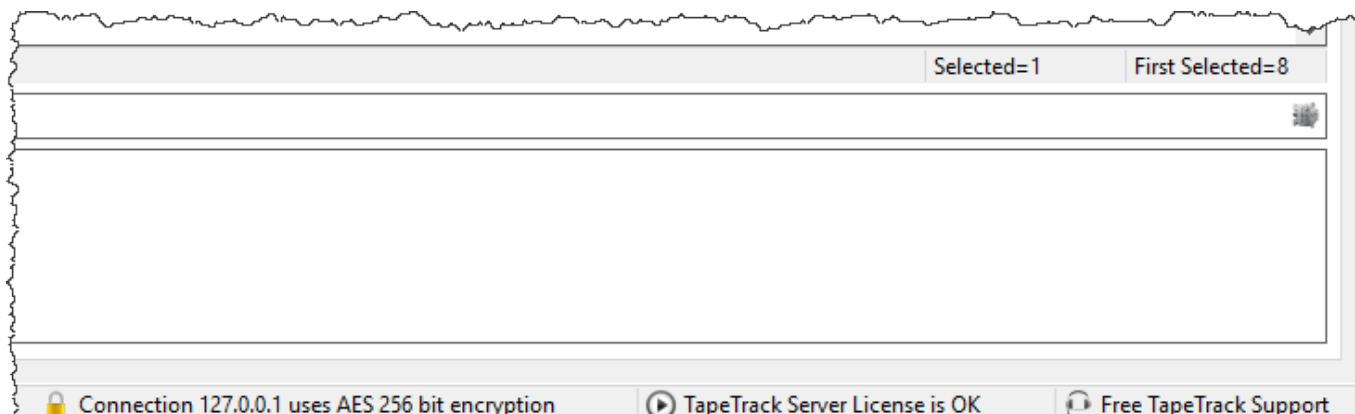 Selected=1 First Selected=8
Connection 127.0.0.1 uses AES 256 bit encryption TapeTrack Server License is OK Free TapeTrack Support